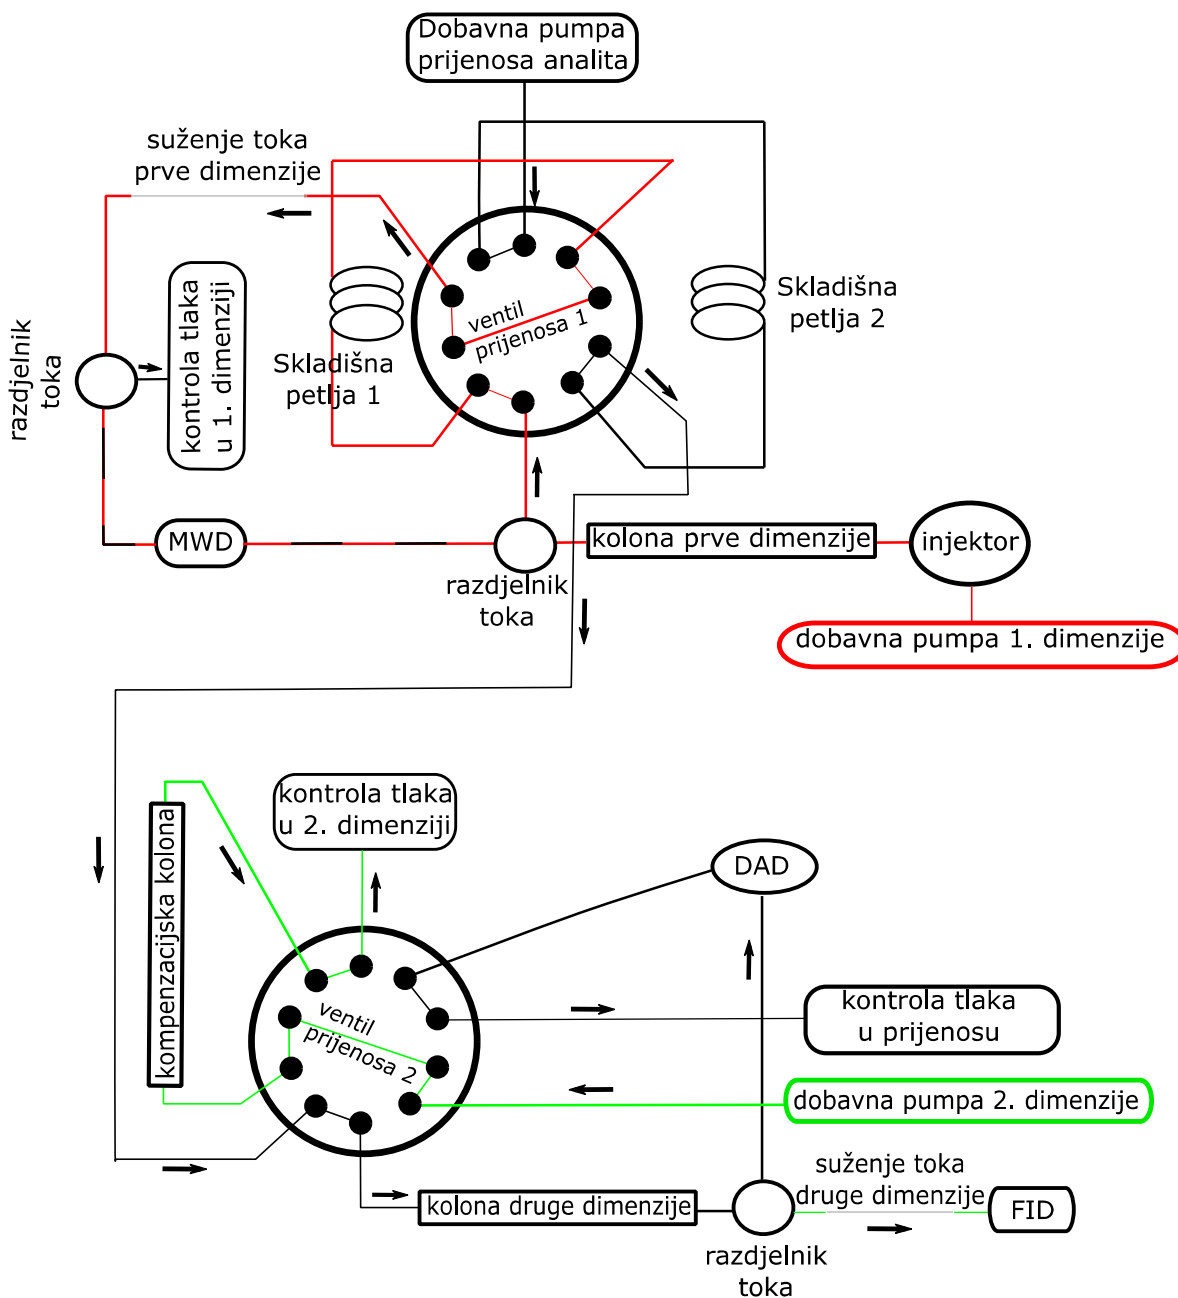 Dobavna pumpa
prijenosa analita
suženje toka
prve dimenzije
kontrola tlaka
u 1. dimenziji
razdjelnik
toka
Skladišna
petlja 1
ventil
prijenosa 1
Skladišna
petlja 2
MWD
razdjelnik
toka
kolona prve dimenzije
injektor
dobavna pumpa 1. dimenzije
kompenzacijska kolona
kontrola tlaka
u 2. dimenziji
DAD
ventil
prijenosa 2
kontrola tlaka
u prijenosu
dobavna pumpa 2. dimenzije
suženje toka
druge dimenzije
kolona druge dimenzije
FID
razdjelnik
toka